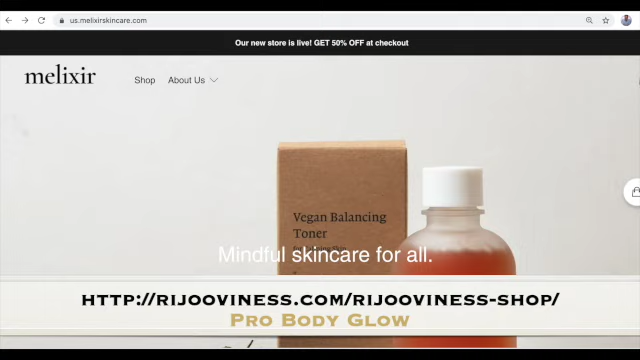 us.melixirskincare.com
Our new store is live! GET 50% OFF at checkout
melixir
Shop
About Us
Vegan Balancing
Toner
Mindful skincare for all.
HTTP://RIJOOVINESS.COM/RIJOOVINESS-SHOP/
PRO BODY GLOW